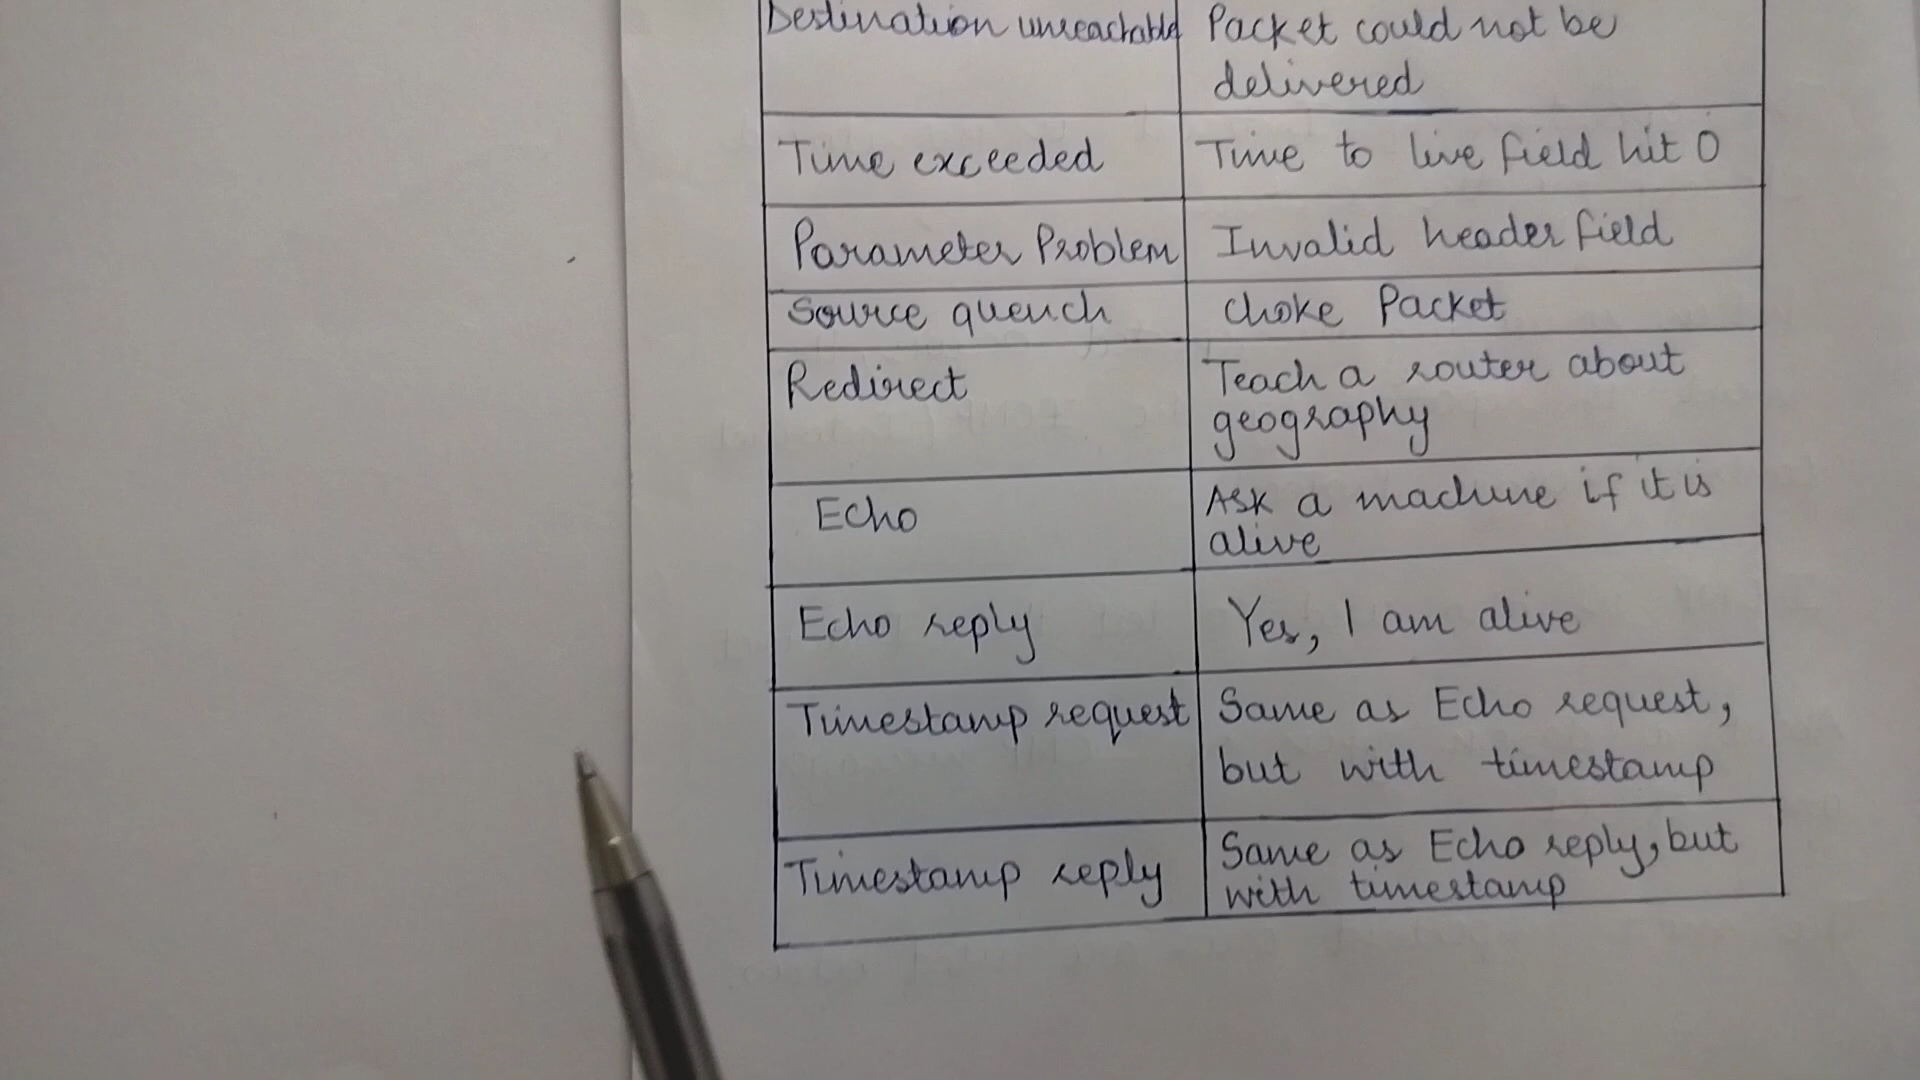 Destination unreachable Packet could not be
delivered
Time exceeded Time to live field hit 0
Parameter Problem Invalid header field
Source quench Choke Packet
Redirect Teach a router about
geography
Echo Ask a machine if it is
alive
Echo reply Yes, I am alive
Timestamp request Same as Echo request,
but with timestamp
Timestamp reply Same as Echo reply, but
with timestamp